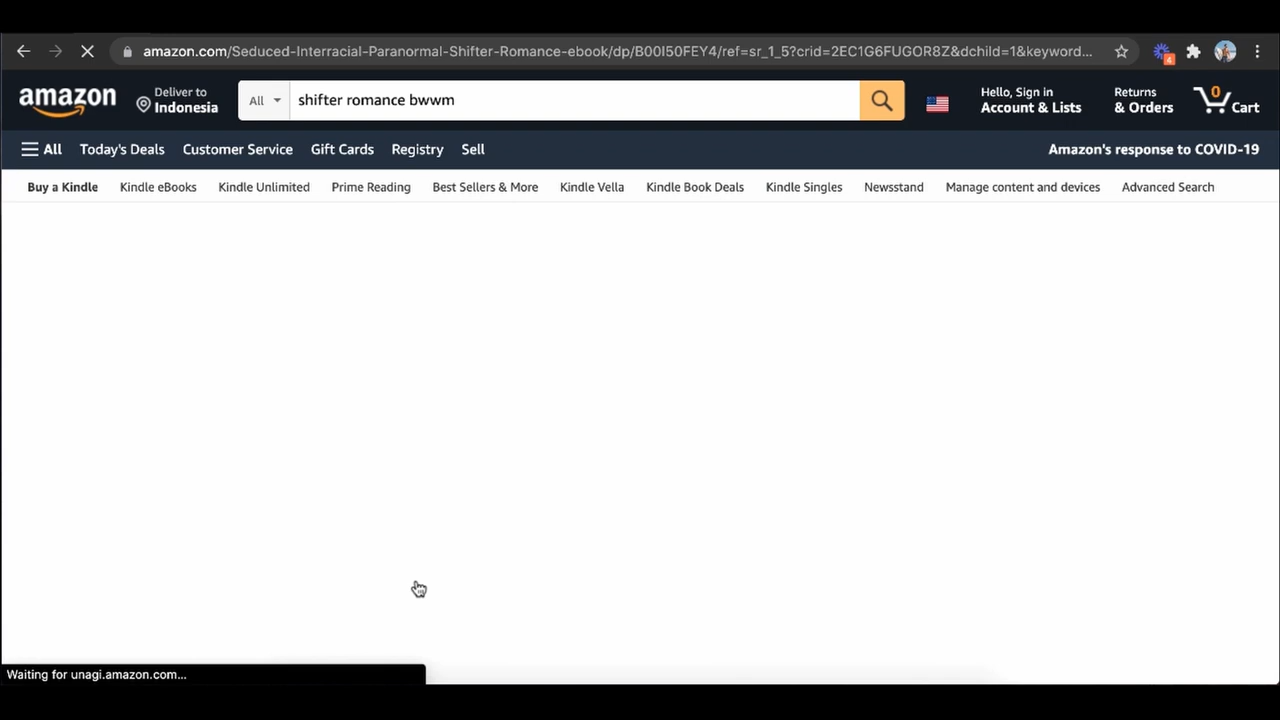 amazon.com/Seduced-Interracial-Paranormal-Shifter-Romance-ebook/dp/B00I50FEY4/ref=sr_1_5?crid=2EC1G6FUGOR8Z&dchild=1&keyword...
4
amazon
Deliver to
Indonesia
All
shifter romance bwwm
Hello, Sign in
Account & Lists
Returns
& Orders
0
Cart
All
Today's Deals
Customer Service
Gift Cards
Registry
Sell
Amazon's response to COVID-19
Buy a Kindle
Kindle eBooks
Kindle Unlimited
Prime Reading
Best Sellers & More
Kindle Vella
Kindle Book Deals
Kindle Singles
Newsstand
Manage content and devices
Advanced Search
Waiting for unagi.amazon.com...